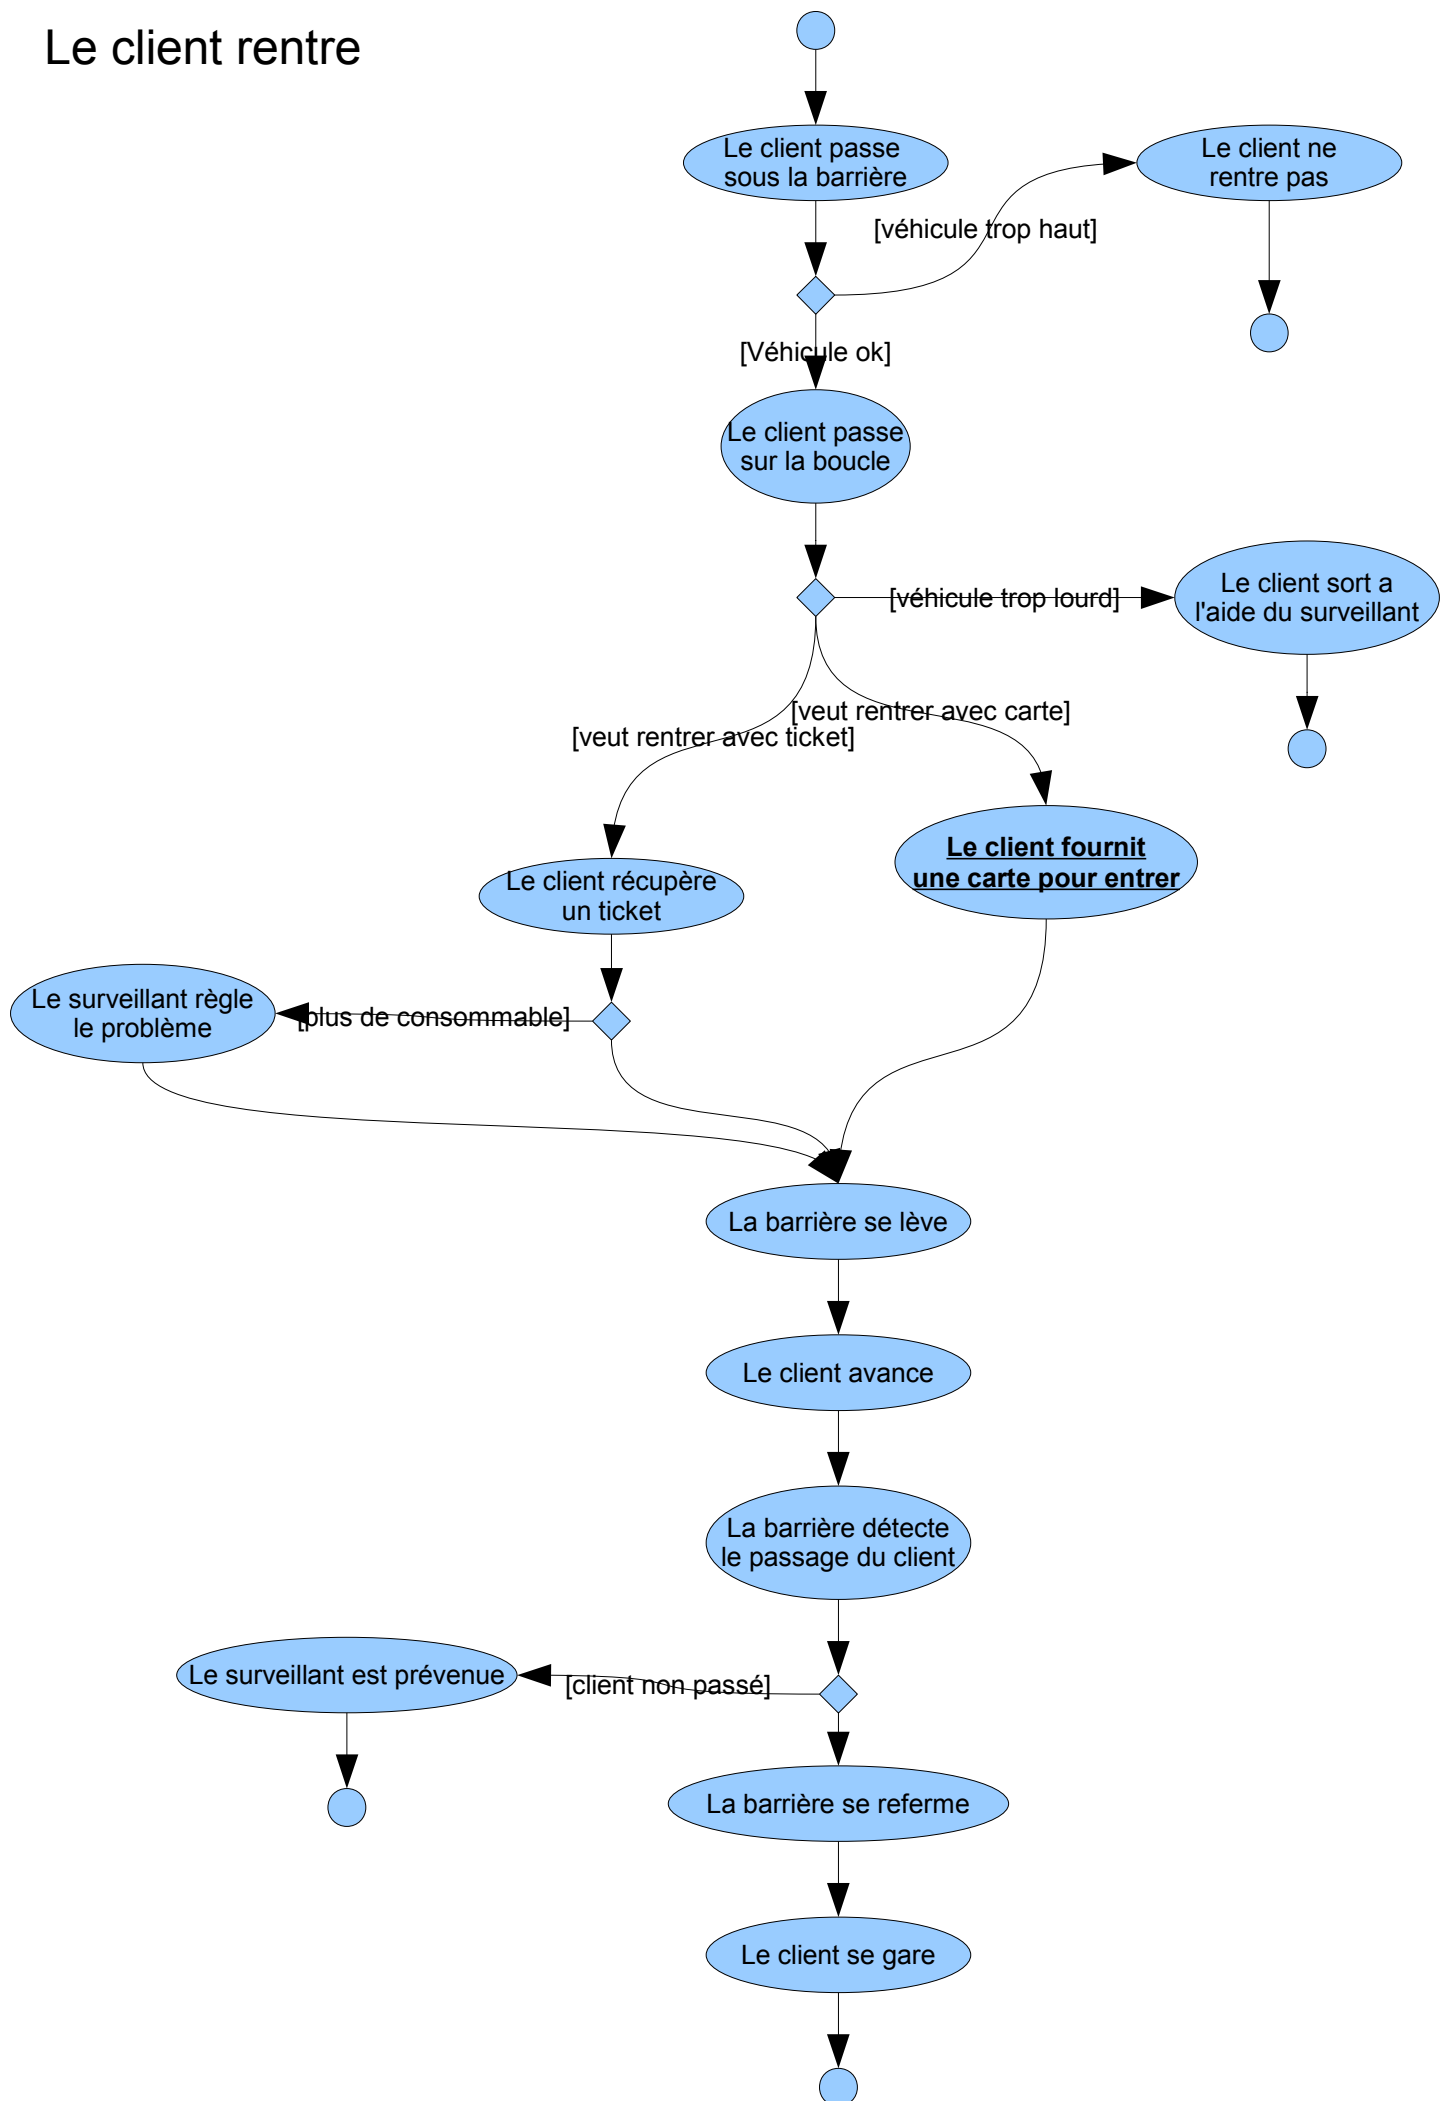 Le client rentre
Le client passe
sous la barrière
Le client ne
rentre pas
[véhicule trop haut]
[Véhicule ok]
Le client passe
sur la boucle
[véhicule trop lourd]
Le client sort a
l'aide du surveillant
[veut rentrer avec carte]
[veut rentrer avec ticket]
Le client fournit
une carte pour entrer
Le client récupère
un ticket
Le surveillant règle
le problème
[plus de consommable]
La barrière se lève
Le client avance
La barrière détecte
le passage du client
Le surveillant est prévenue
[client non passé]
La barrière se referme
Le client se gare